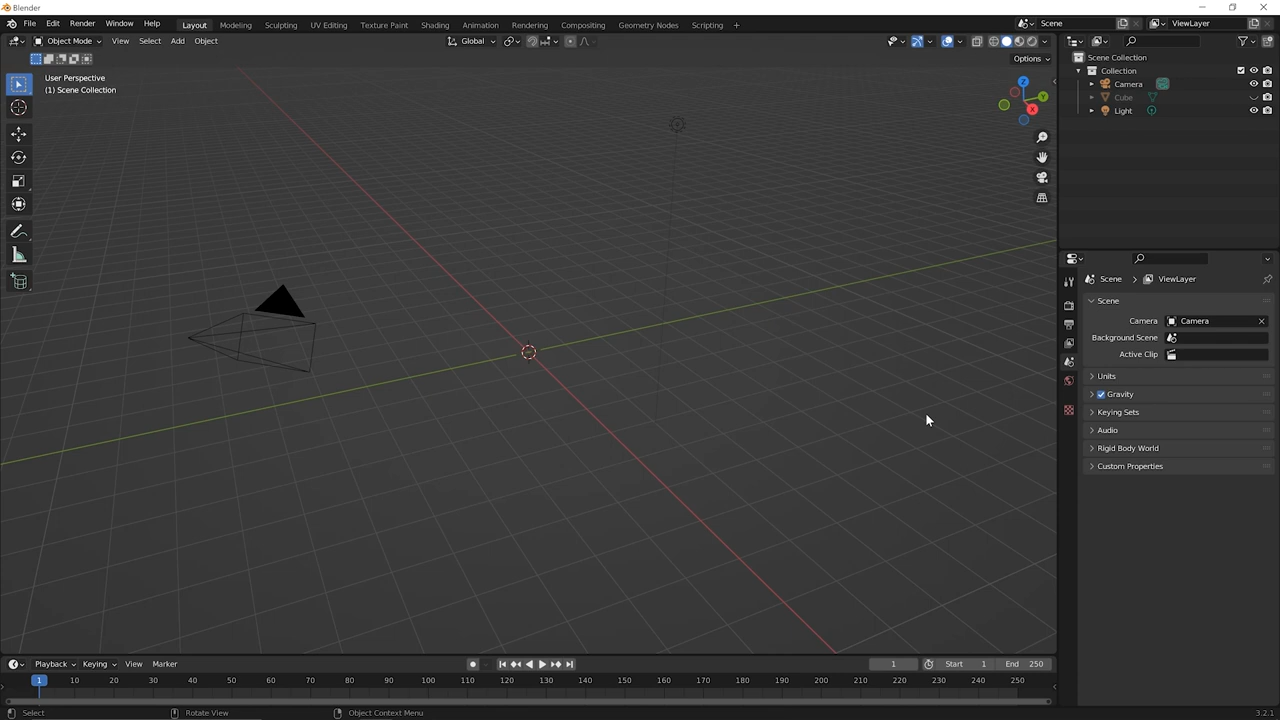 Blender
File Edit Render Window Help Layout Modeling Sculpting UV Editing Texture Paint Shading Animation Rendering Compositing Geometry Nodes Scripting + Scene ViewLayer
Object Mode View Select Add Object Global
Options
User Perspective
(1) Scene Collection
Z
Y
X
Scene Collection
Collection
Camera
Cube
Light
Scene > ViewLayer
Scene
Camera Camera
Background Scene
Active Clip
Units
Gravity
Keying Sets
Audio
Rigid Body World
Custom Properties
Playback Keying View Marker 1 Start 1 End 250
1 10 20 30 40 50 60 70 80 90 100 110 120 130 140 150 160 170 180 190 200 210 220 230 240 250
Select Rotate View Object Context Menu 3.2.1